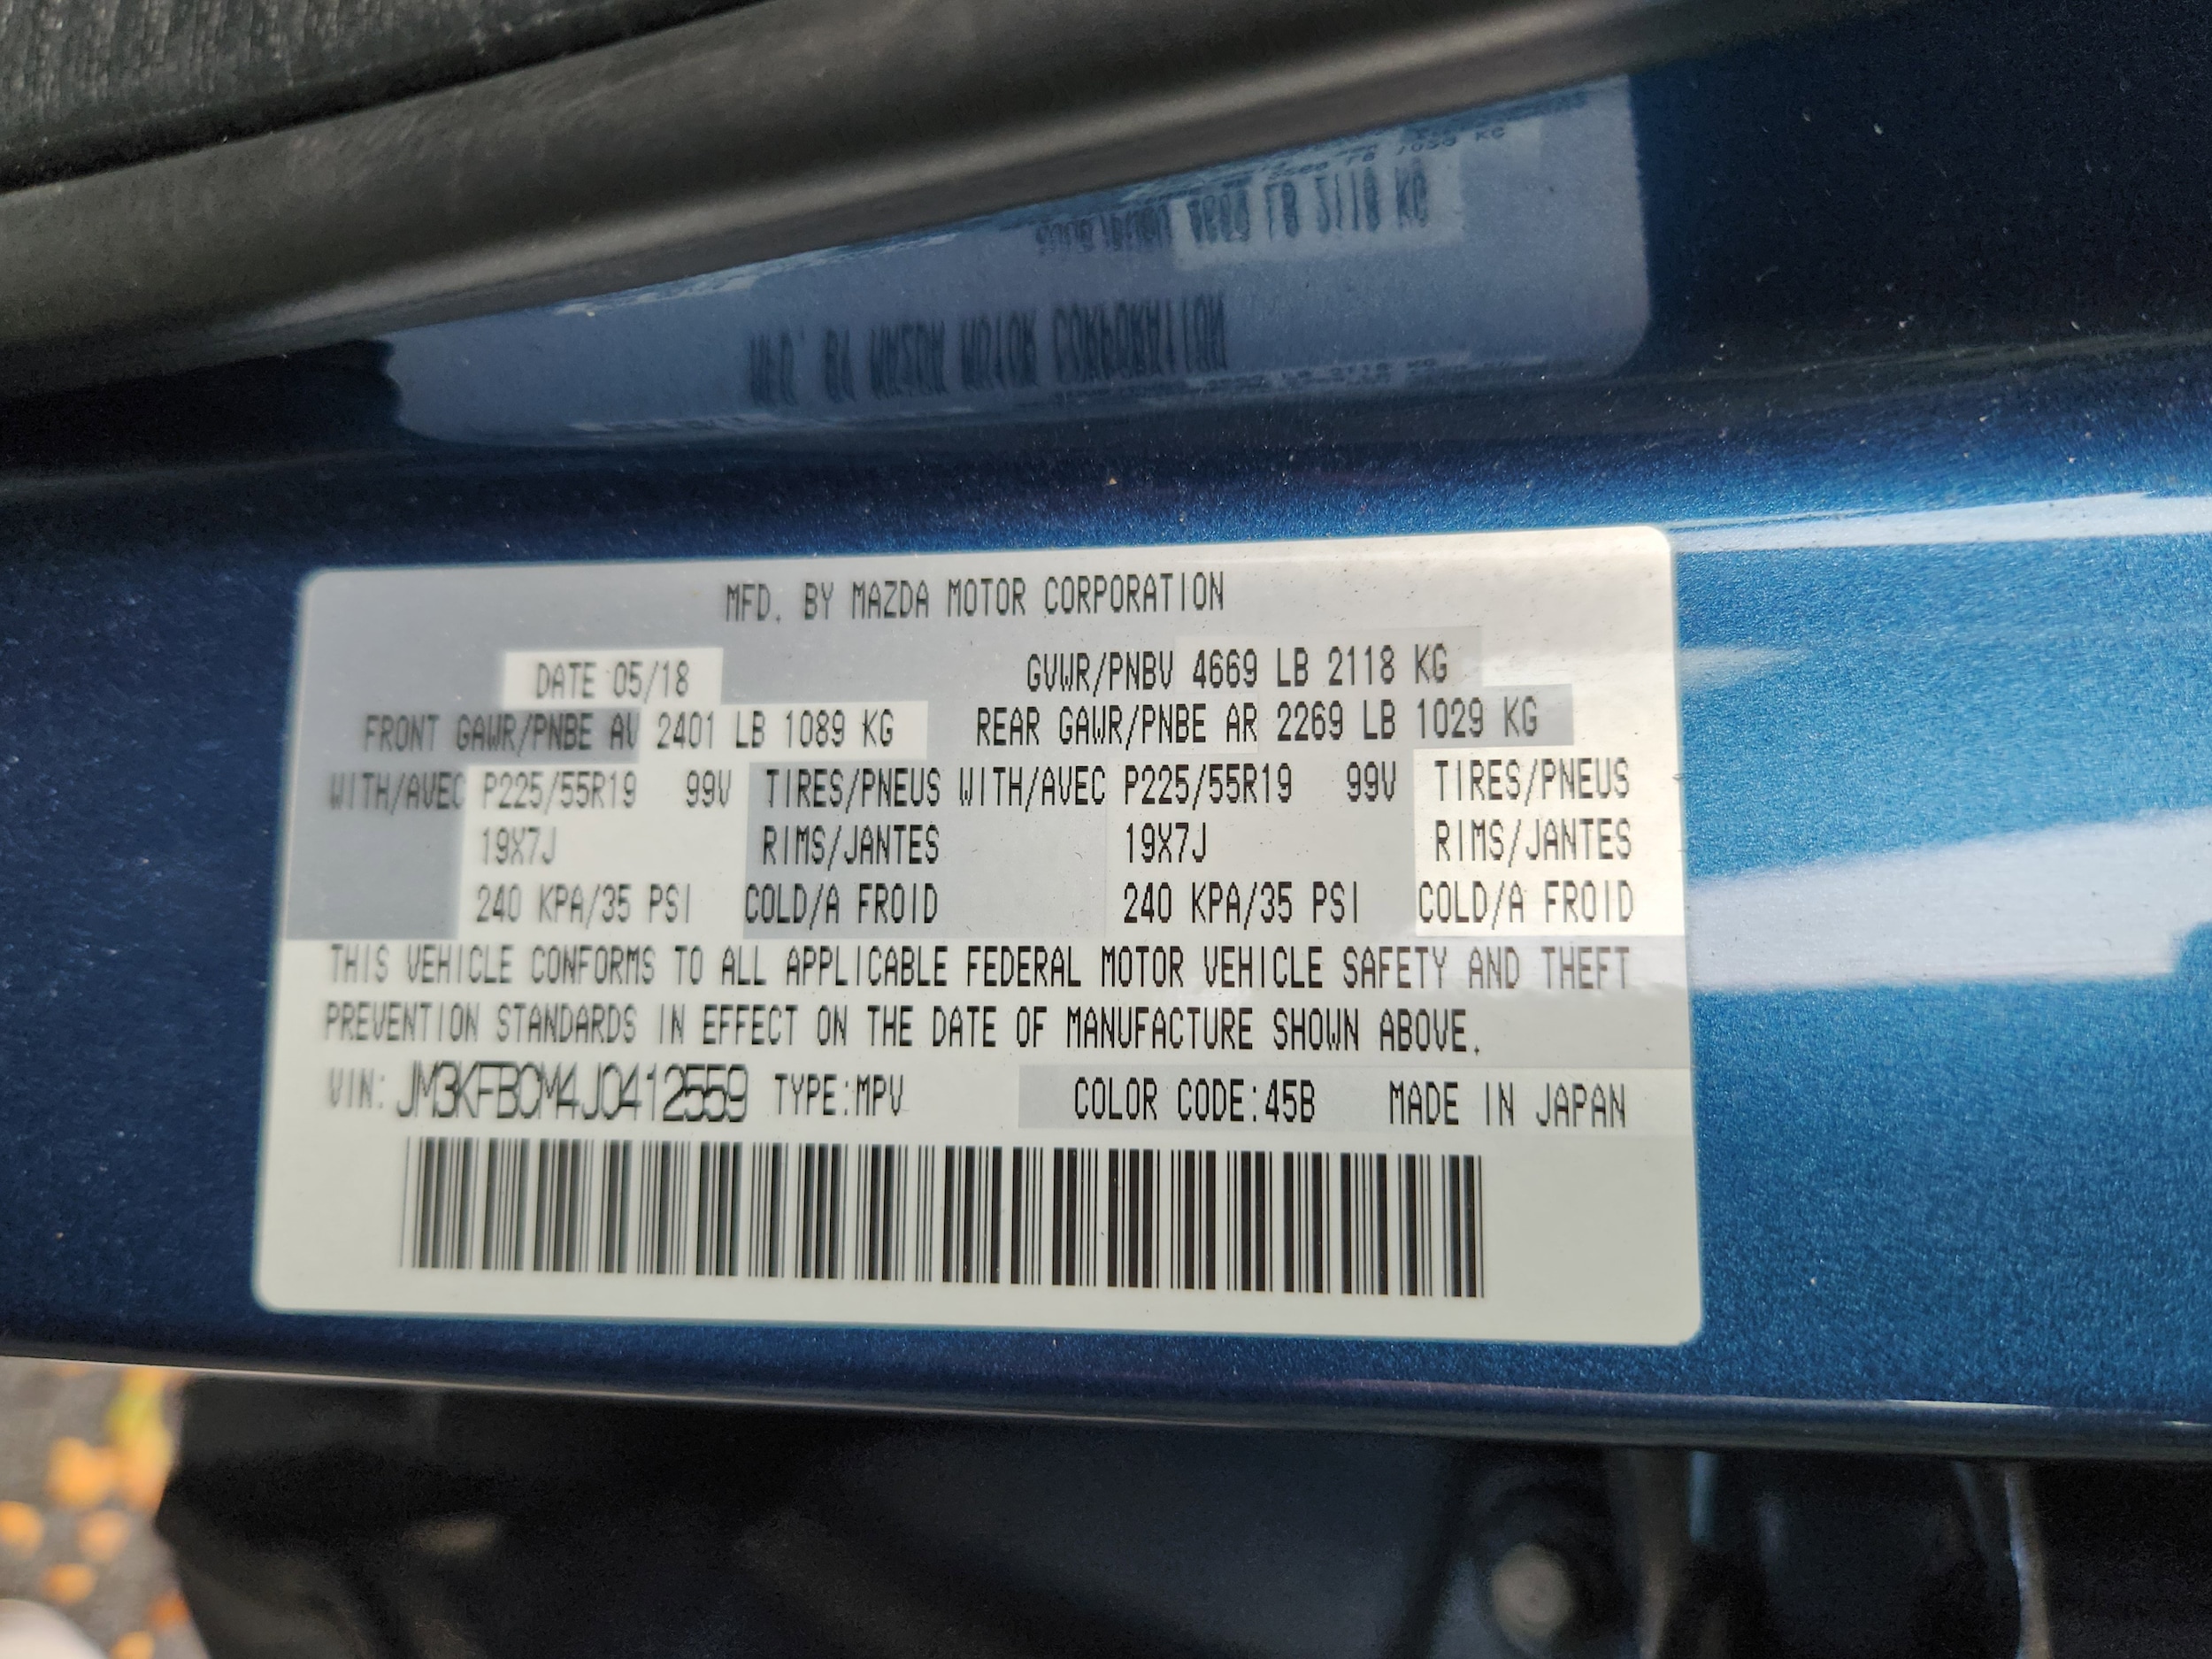 MFD. BY MAZDA MOTOR CORPORATION
DATE 05/18 GVWR/PNBV 4669 LB 2118 KG
FRONT GAWR/PNBE AV 2401 LB 1089 KG REAR GAWR/PNBE AR 2269 LB 1029 KG
WITH/AVEC P225/55R19 99V TIRES/PNEUS WITH/AVEC P225/55R19 99V TIRES/PNEUS
19X7J RIMS/JANTES 19X7J RIMS/JANTES
240 KPA/35 PSI COLD/A FROID 240 KPA/35 PSI COLD/A FROID
THIS VEHICLE CONFORMS TO ALL APPLICABLE FEDERAL MOTOR VEHICLE SAFETY AND THEFT
PREVENTION STANDARDS IN EFFECT ON THE DATE OF MANUFACTURE SHOWN ABOVE.
VIN: JM3KFBCM4J0412559 TYPE:MPV COLOR CODE:45B MADE IN JAPAN